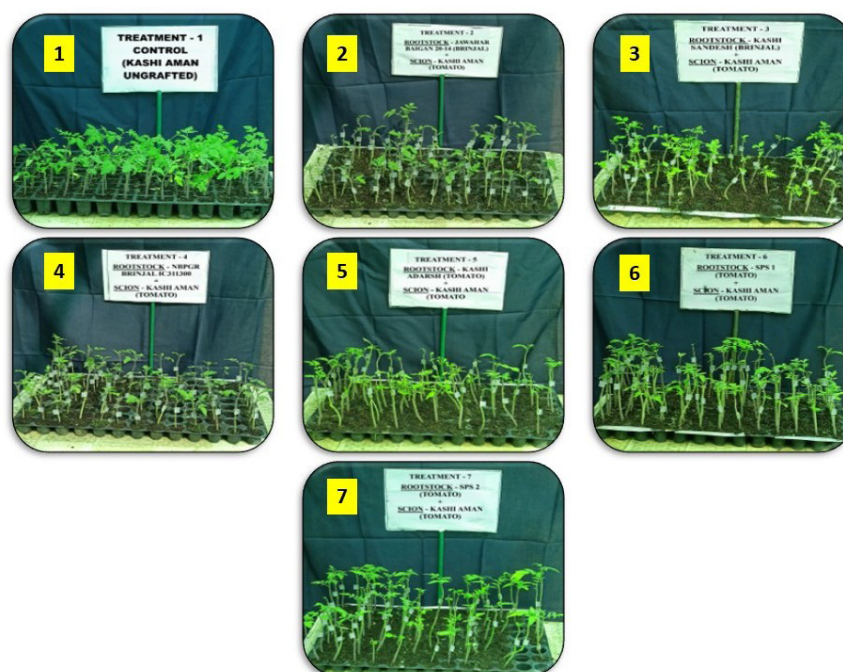 1
TREATMENT - 1
CONTROL
(KASHI AMAN
UNGRAFTED)
2
TREATMENT - 2
ROOTSTOCK - JAWAHAR
BAIGAN 20-14 (BRINJAL)
+
SCION - KASHI AMAN
(TOMATO)
3
TREATMENT - 3
ROOTSTOCK - KASHI
SANDESH (BRINJAL)
+
SCION - KASHI AMAN
(TOMATO)
4
TREATMENT - 4
ROOTSTOCK - NBPGR
BRINJAL IC311300
+
SCION - KASHI AMAN
(TOMATO)
5
TREATMENT - 5
ROOTSTOCK - KASHI
ADARSH (TOMATO)
+
SCION - KASHI AMAN
(TOMATO
6
TREATMENT - 6
ROOTSTOCK - SPS 1
(TOMATO)
+
SCION - KASHI AMAN
(TOMATO)
7
TREATMENT - 7
ROOTSTOCK - SPS 2
(TOMATO)
+
SCION - KASHI AMAN
(TOMATO)